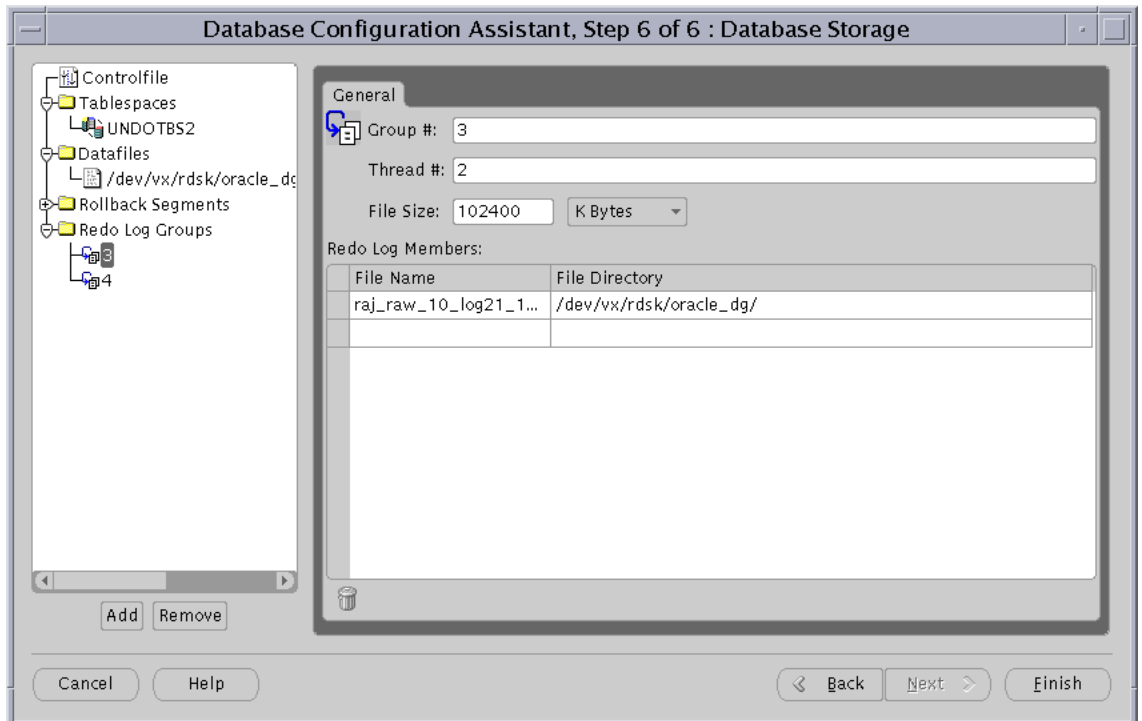 Database Configuration Assistant, Step 6 of 6 : Database Storage
Controlfile
Tablespaces
UNDOTBS2
Datafiles
/dev/vx/rdsk/oracle_dg
Rollback Segments
Redo Log Groups
3
4
General
Group #: 3
Thread #: 2
File Size: 102400 K Bytes
Redo Log Members:
File Name File Directory
raj_raw_10_log21_1... /dev/vx/rdsk/oracle_dg/
Add Remove
Cancel Help Back Next Finish